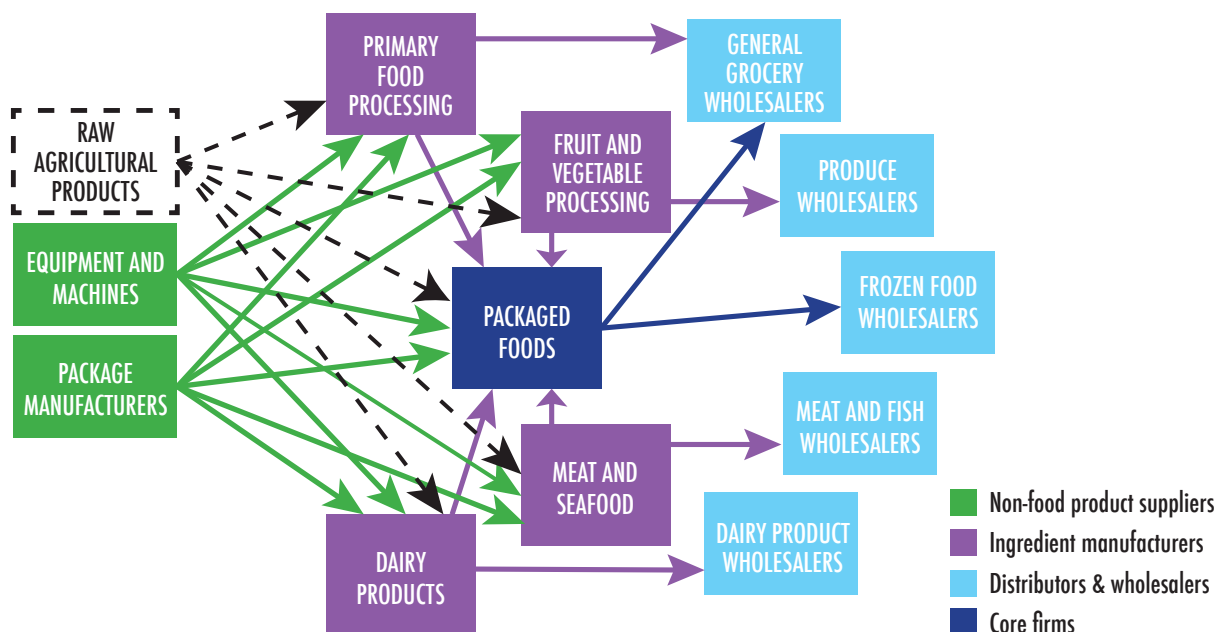 PRIMARY
FOOD
PROCESSING
GENERAL
GROCERY
WHOLESALERS
RAW
AGRICULTURAL
PRODUCTS
FRUIT AND
VEGETABLE
PROCESSING
PRODUCE
WHOLESALERS
EQUIPMENT AND
MACHINES
PACKAGED
FOODS
FROZEN FOOD
WHOLESALERS
PACKAGE
MANUFACTURERS
MEAT AND FISH
WHOLESALERS
MEAT AND
SEAFOOD
DAIRY
PRODUCTS
DAIRY PRODUCT
WHOLESALERS
Non-food product suppliers
Ingredient manufacturers
Distributors & wholesalers
Core firms